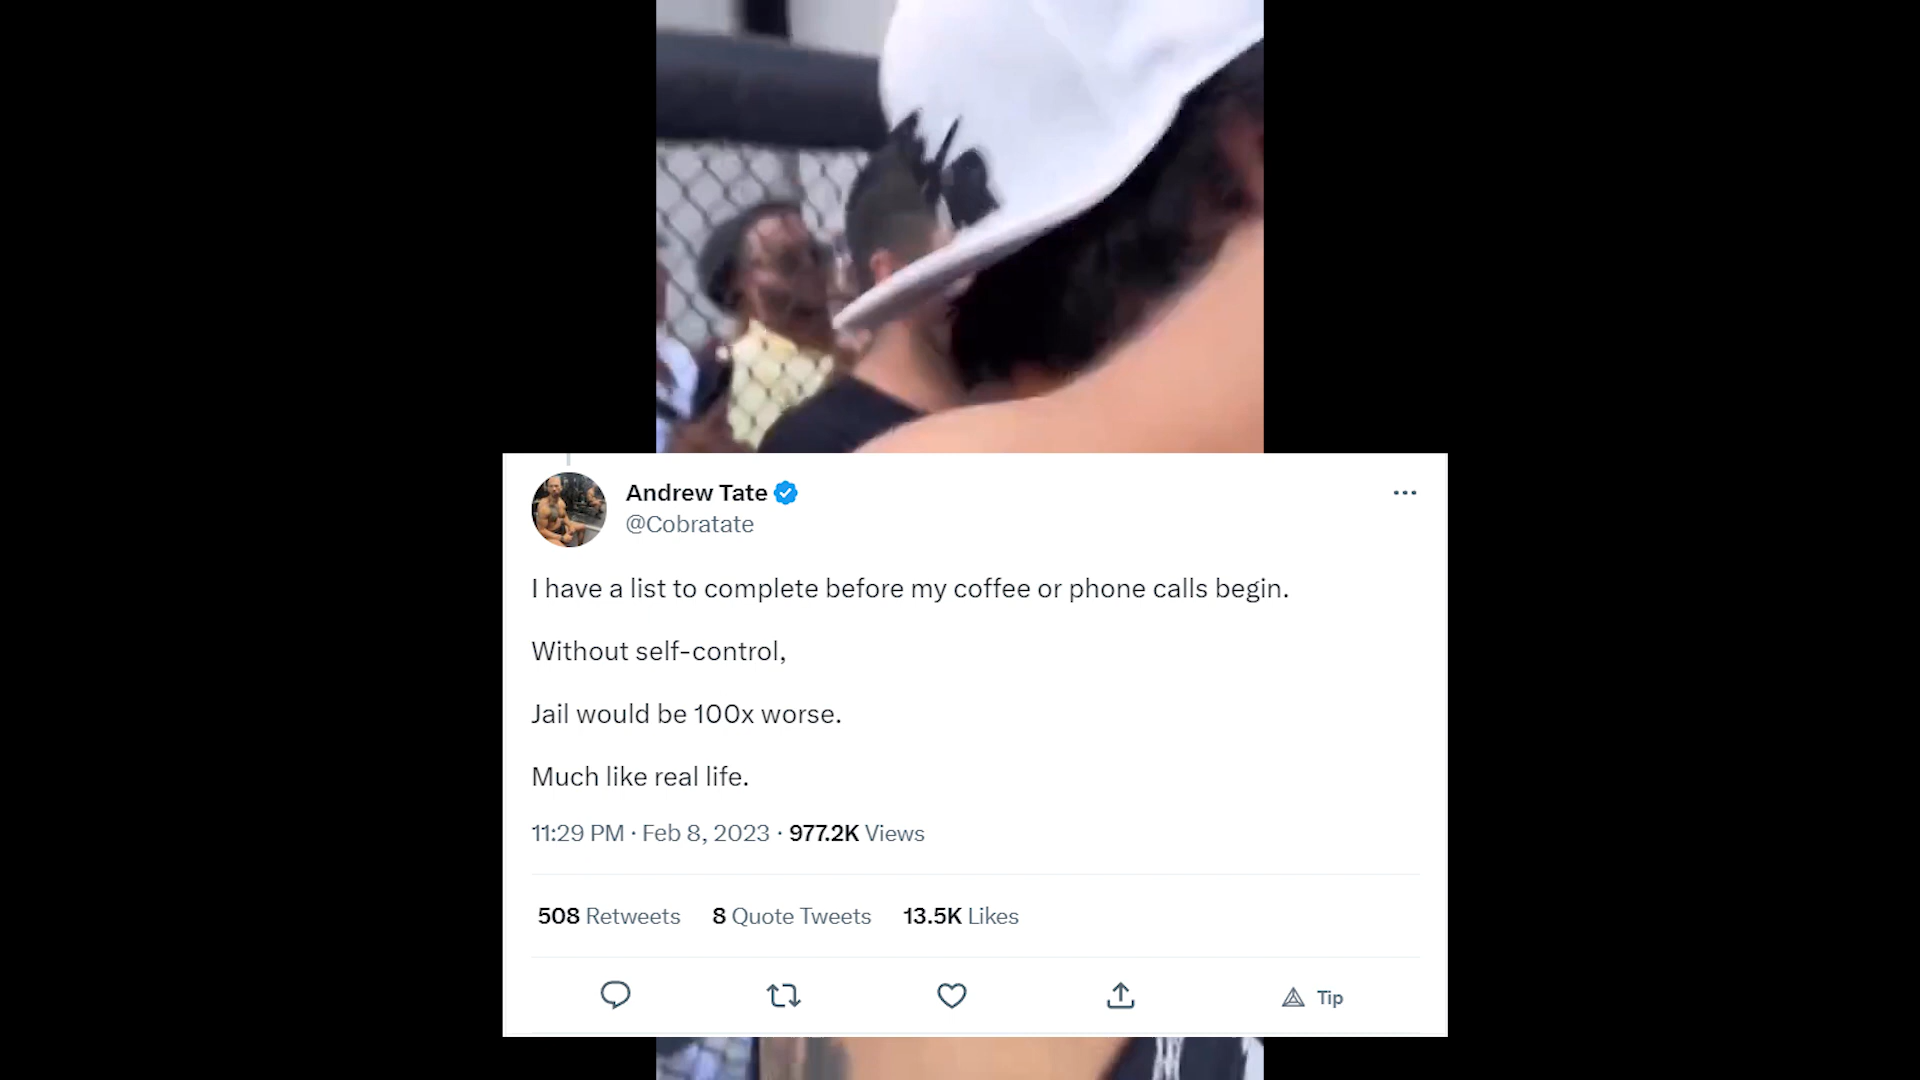 Andrew Tate
@Cobratate
I have a list to complete before my coffee or phone calls begin.
Without self-control,
Jail would be 100x worse.
Much like real life.
11:29 PM · Feb 8, 2023 · 977.2K Views
508 Retweets 8 Quote Tweets 13.5K Likes
Tip